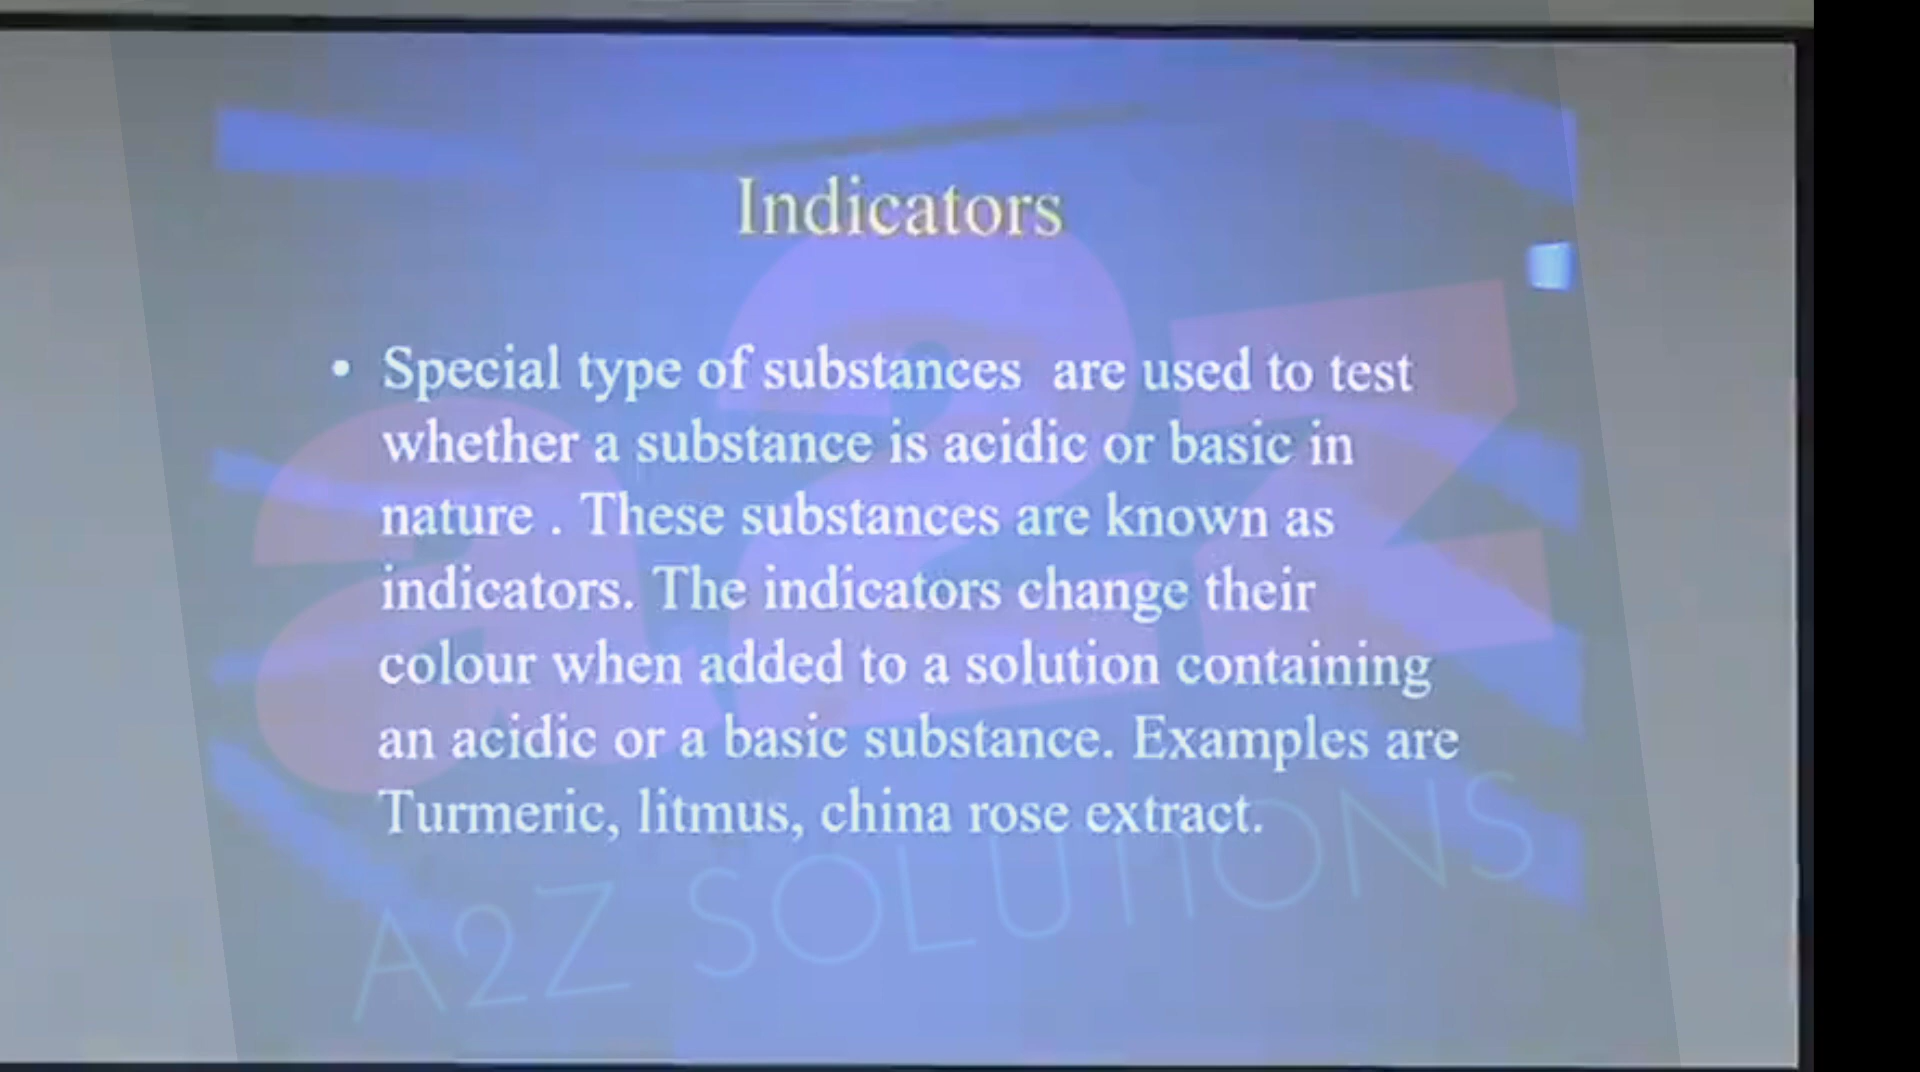 Indicators
• Special type of substances are used to test
whether a substance is acidic or basic in
nature . These substances are known as
indicators. The indicators change their
colour when added to a solution containing
an acidic or a basic substance. Examples are
Turmeric, litmus, china rose extract.
a2z
A2Z SOLUTIONS